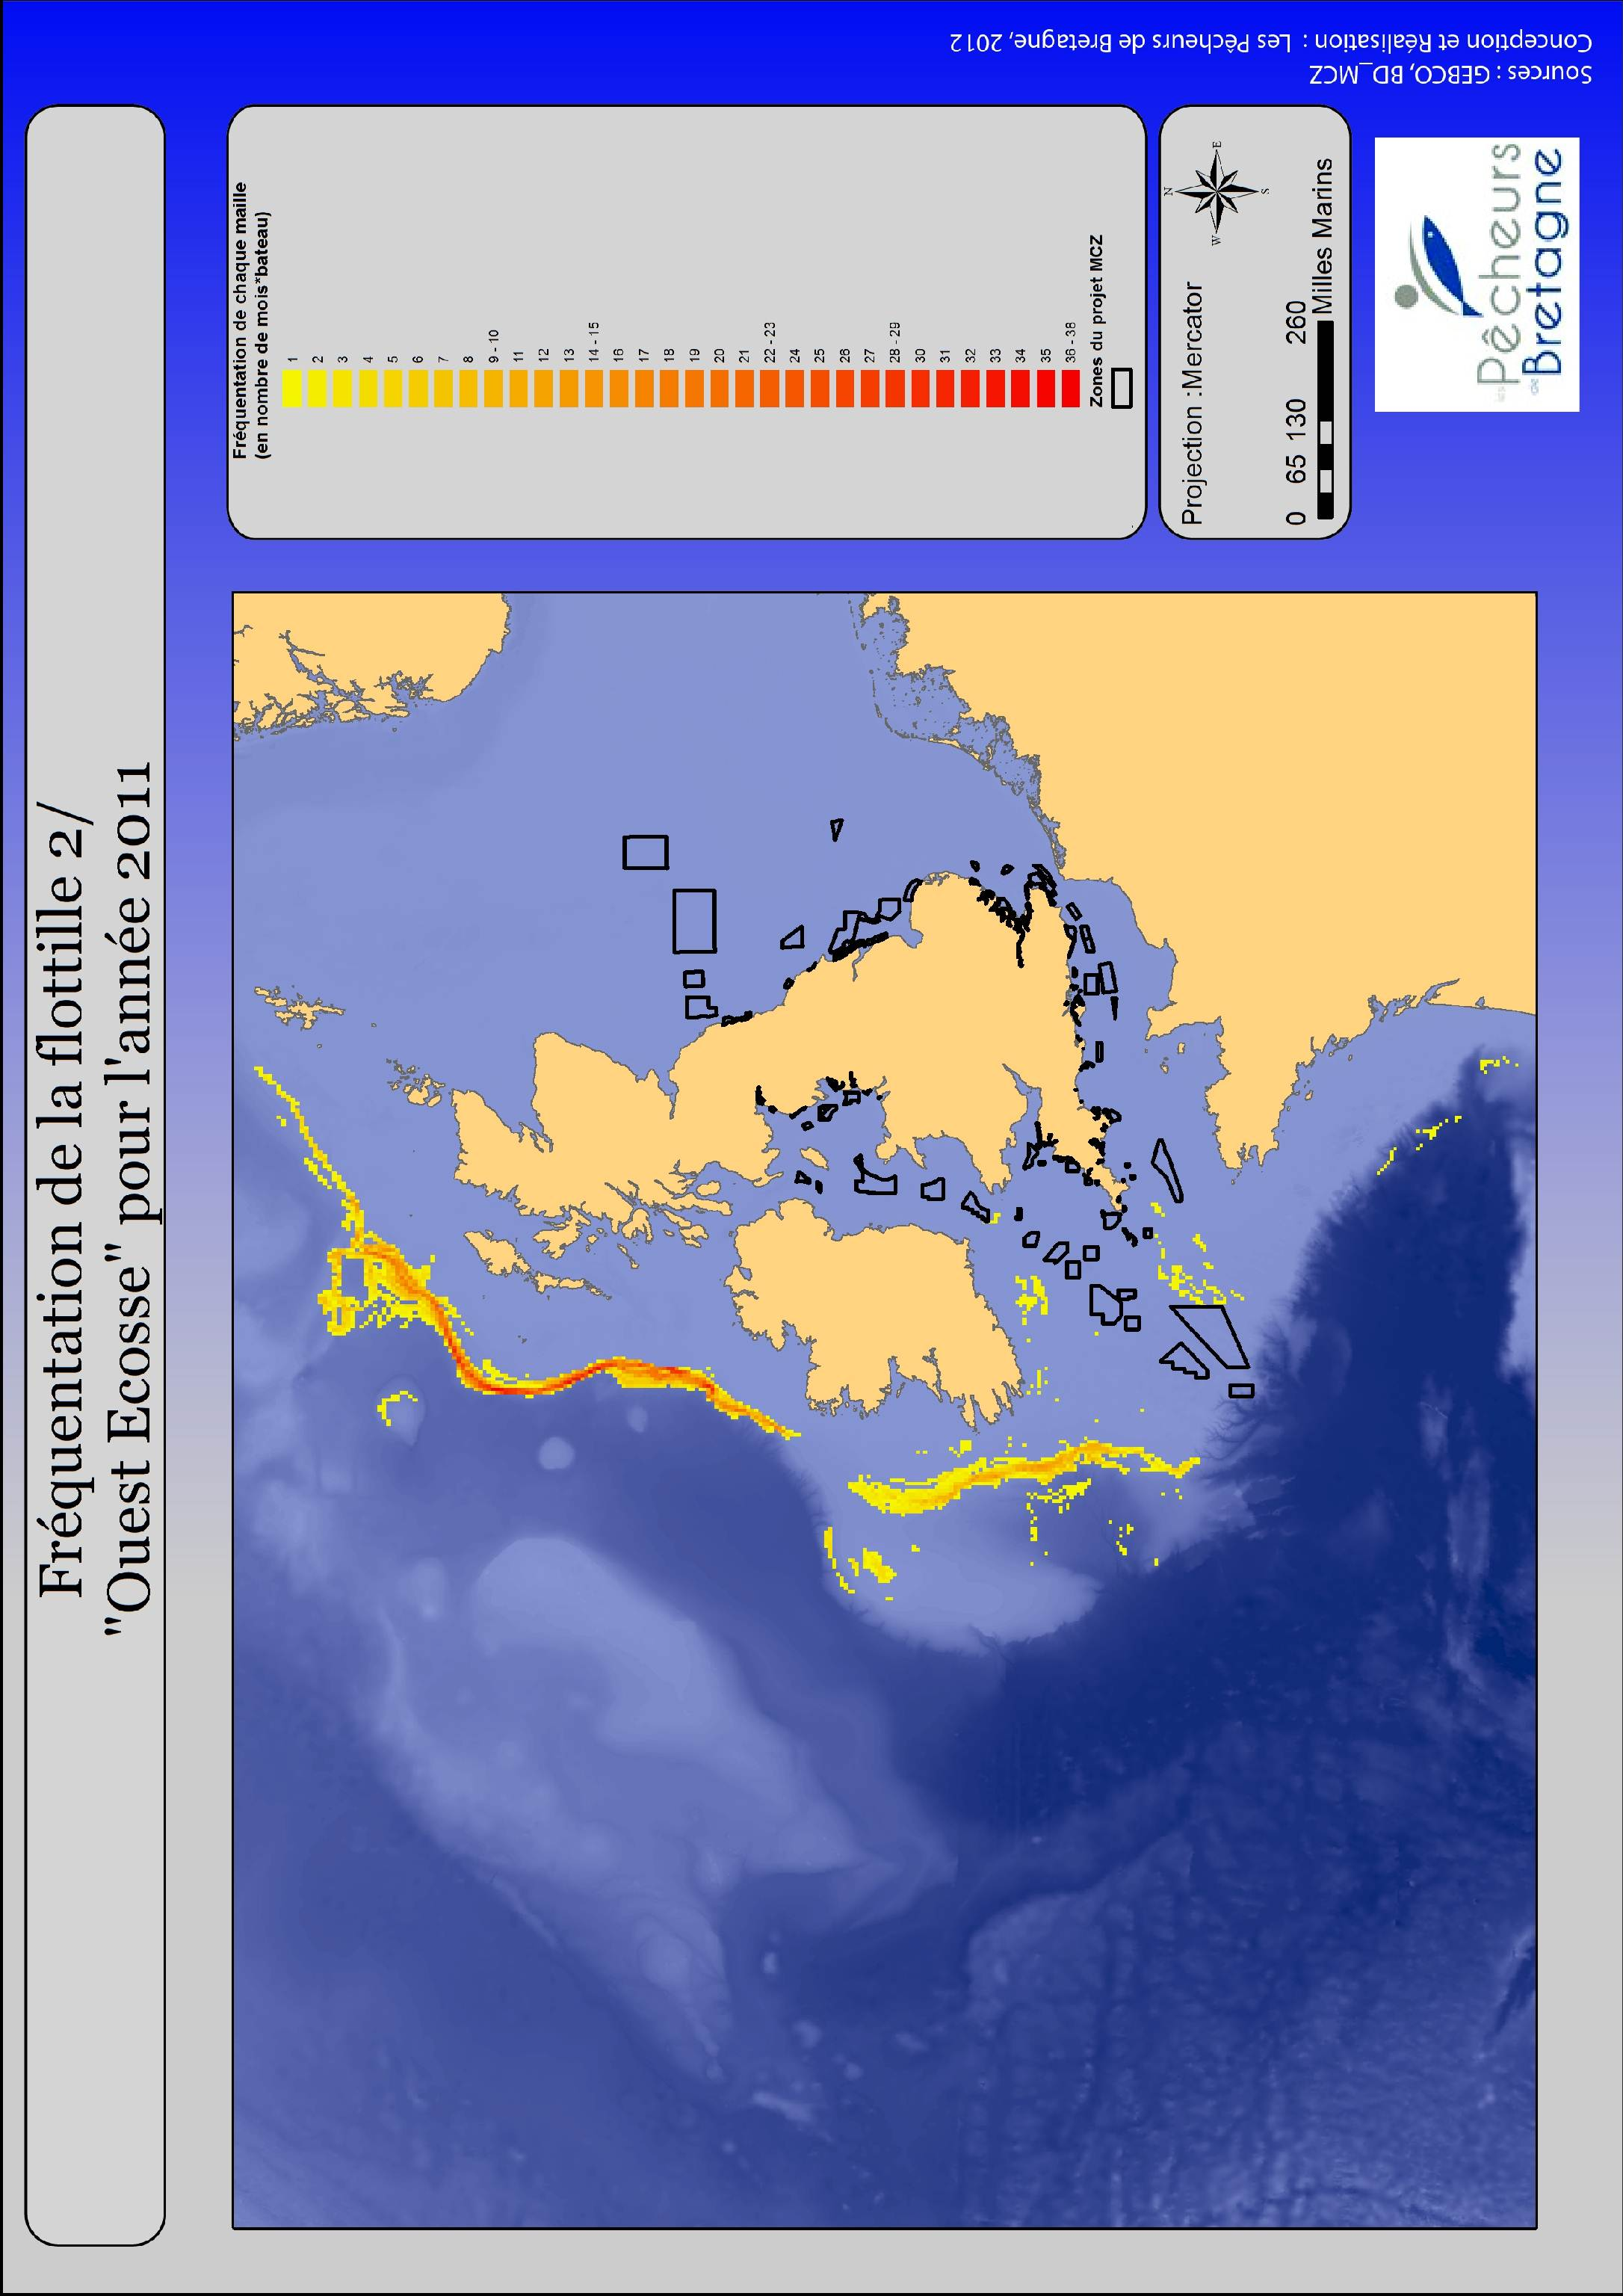 Fréquentation de la flottille 2/
"Ouest Ecosse" pour l'année 2011
Fréquentation de chaque maille
(en nombre de mois*bateau)
1
2
3
4
5
6
7
8
9 - 10
11
12
13
14 - 15
16
17
18
19
20
21
22 - 23
24
25
26
27
28 - 29
30
31
32
33
34
35
36 - 38
Zones du projet MCZ
Projection :Mercator
N
W
E
S
0 65 130 260
Milles Marins
les Pêcheurs
de Bretagne
Sources : GEBCO, BD_MCZ
Conception et Réalisation : Les Pêcheurs de Bretagne, 2012